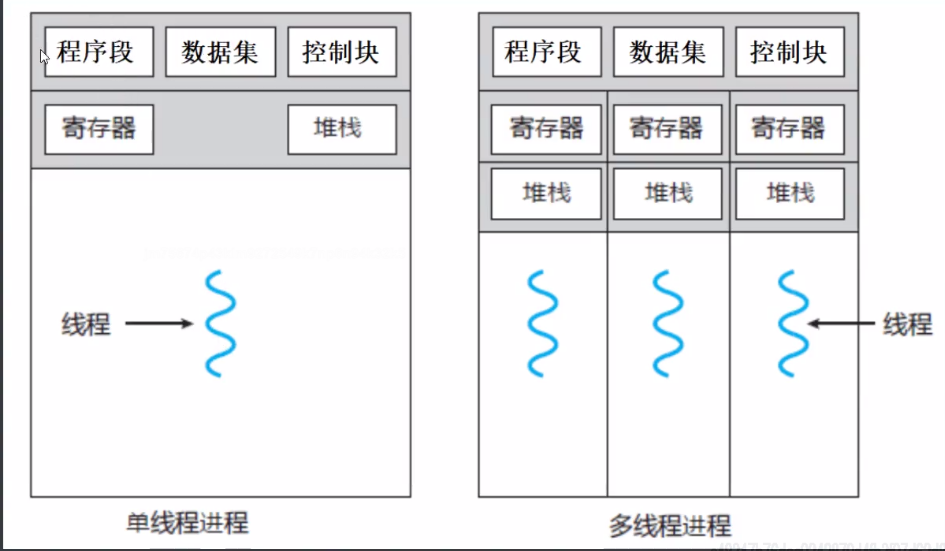 程序段 数据集 控制块 程序段 数据集 控制块
寄存器 堆栈 寄存器 寄存器 寄存器
堆栈 堆栈 堆栈
线程 线程
单线程进程 多线程进程